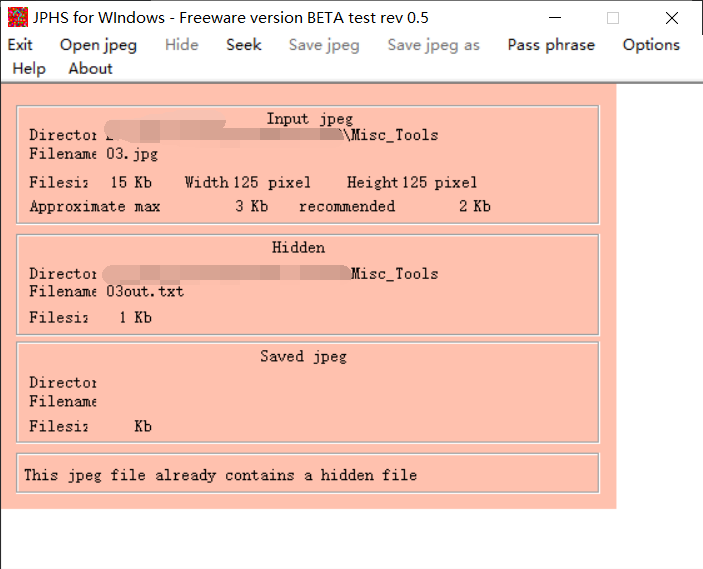 JPHS for WIndows - Freeware version BETA test rev 0.5
Exit Open jpeg Hide Seek Save jpeg Save jpeg as Pass phrase Options
Help About
Input jpeg
Director \Misc_Tools
Filename 03.jpg
Filesiz 15 Kb Width 125 pixel Height 125 pixel
Approximate max 3 Kb recommended 2 Kb
Hidden
Director Misc_Tools
Filename 03out.txt
Filesiz 1 Kb
Saved jpeg
Director
Filename
Filesiz Kb
This jpeg file already contains a hidden file